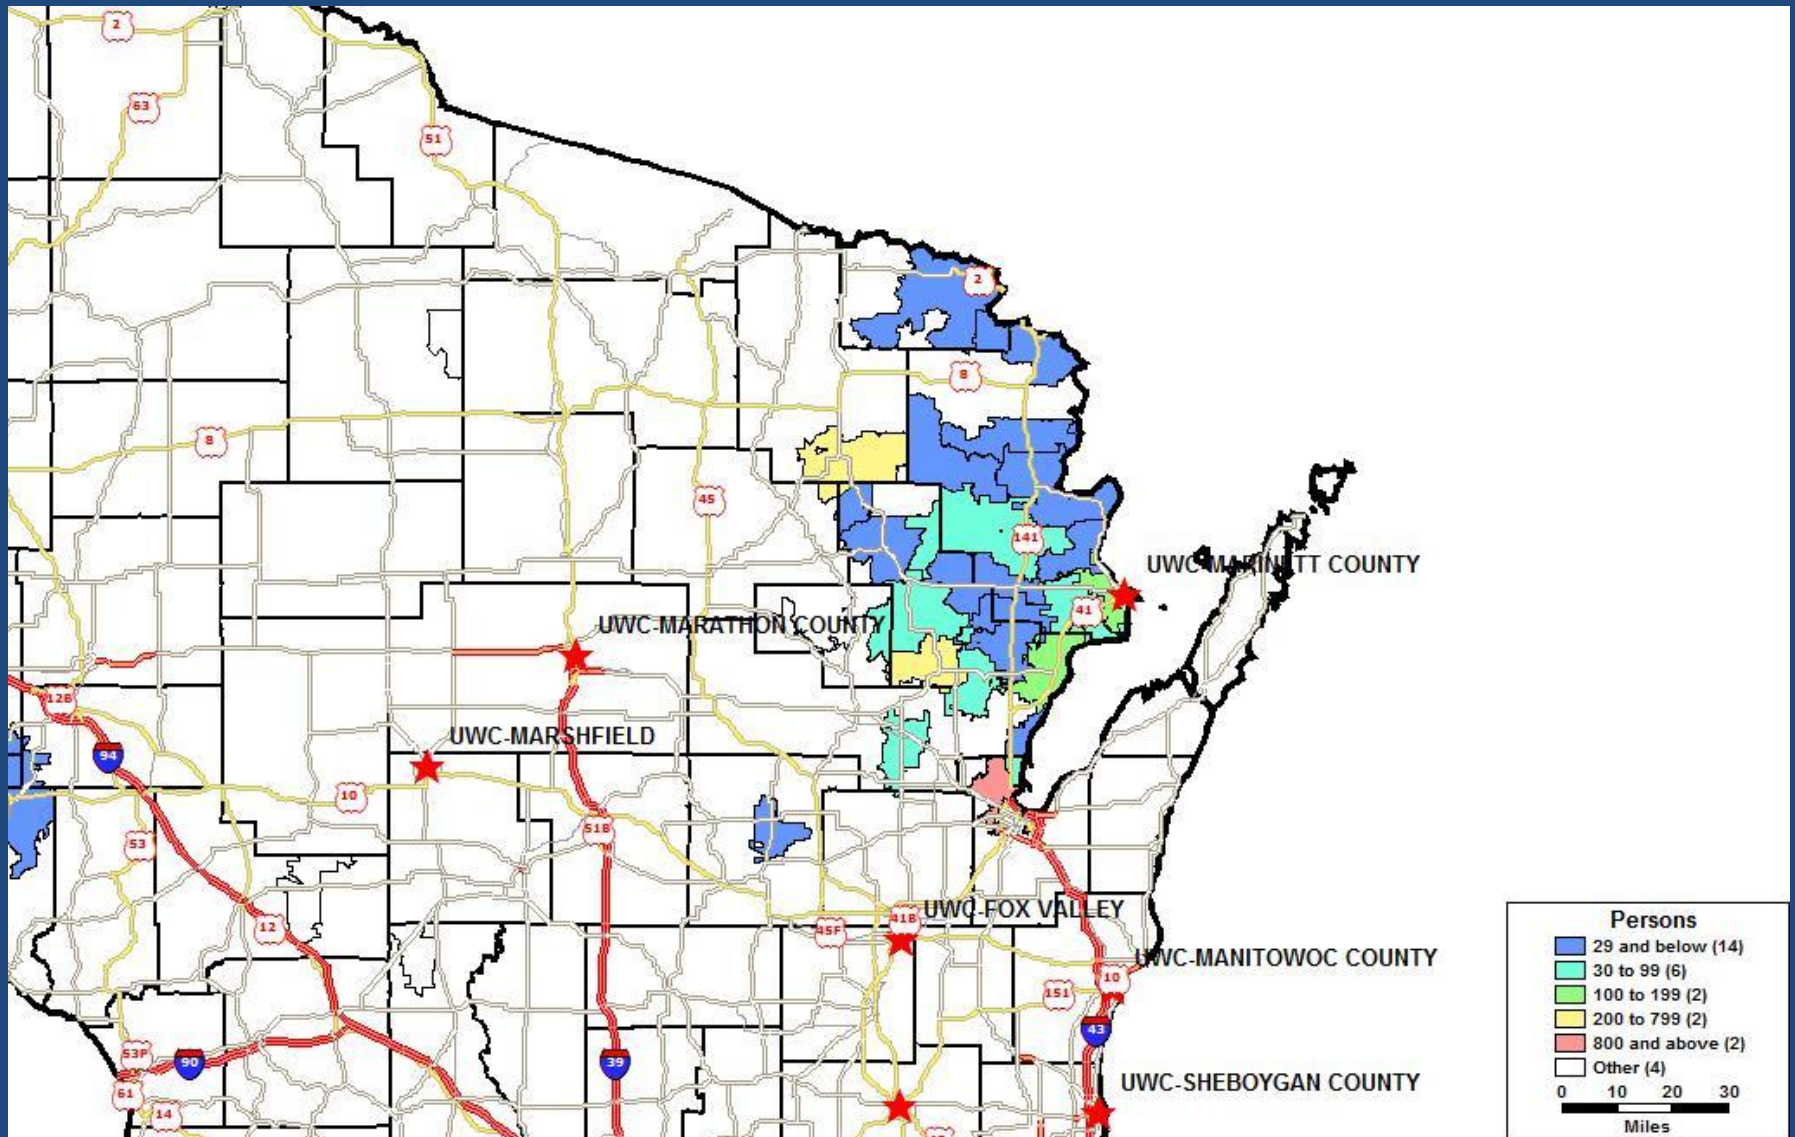 2
63
51
2
8
8
45
141
UWC-MARINETT COUNTY
41
UWC-MARATHON COUNTY
12B
94
UWC-MARSHFIELD
10
53
51B
12
45F
41B
UWC-FOX VALLEY
UWC-MANITOWOC COUNTY
10
151
43
53P
90
39
61
14
UWC-SHEBOYGAN COUNTY
Persons
29 and below (14)
30 to 99 (6)
100 to 199 (2)
200 to 799 (2)
800 and above (2)
Other (4)
0 10 20 30
Miles